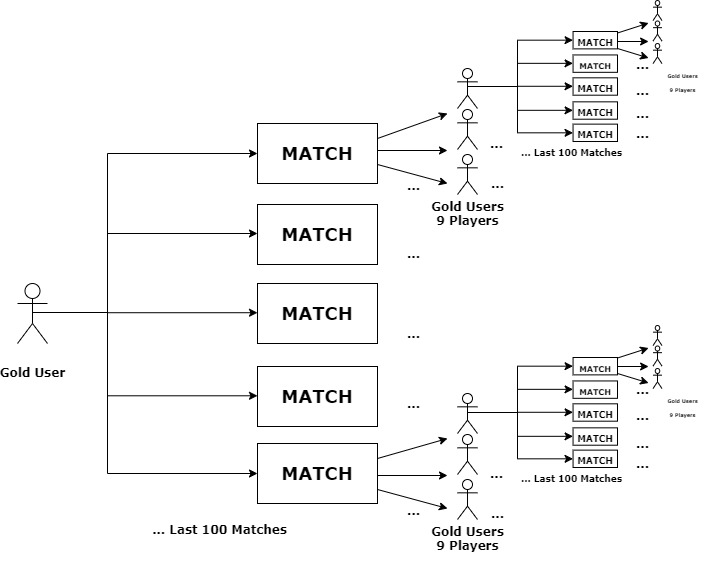 MATCH
MATCH
MATCH
MATCH
MATCH
...
...
Gold Users
9 Players
... Last 100 Matches
MATCH
...
...
...
Gold Users
9 Players
MATCH
...
MATCH
...
Gold User
MATCH
...
MATCH
MATCH
MATCH
MATCH
MATCH
...
...
...
...
Gold Users
9 Players
... Last 100 Matches
MATCH
...
...
...
Gold Users
9 Players
... Last 100 Matches